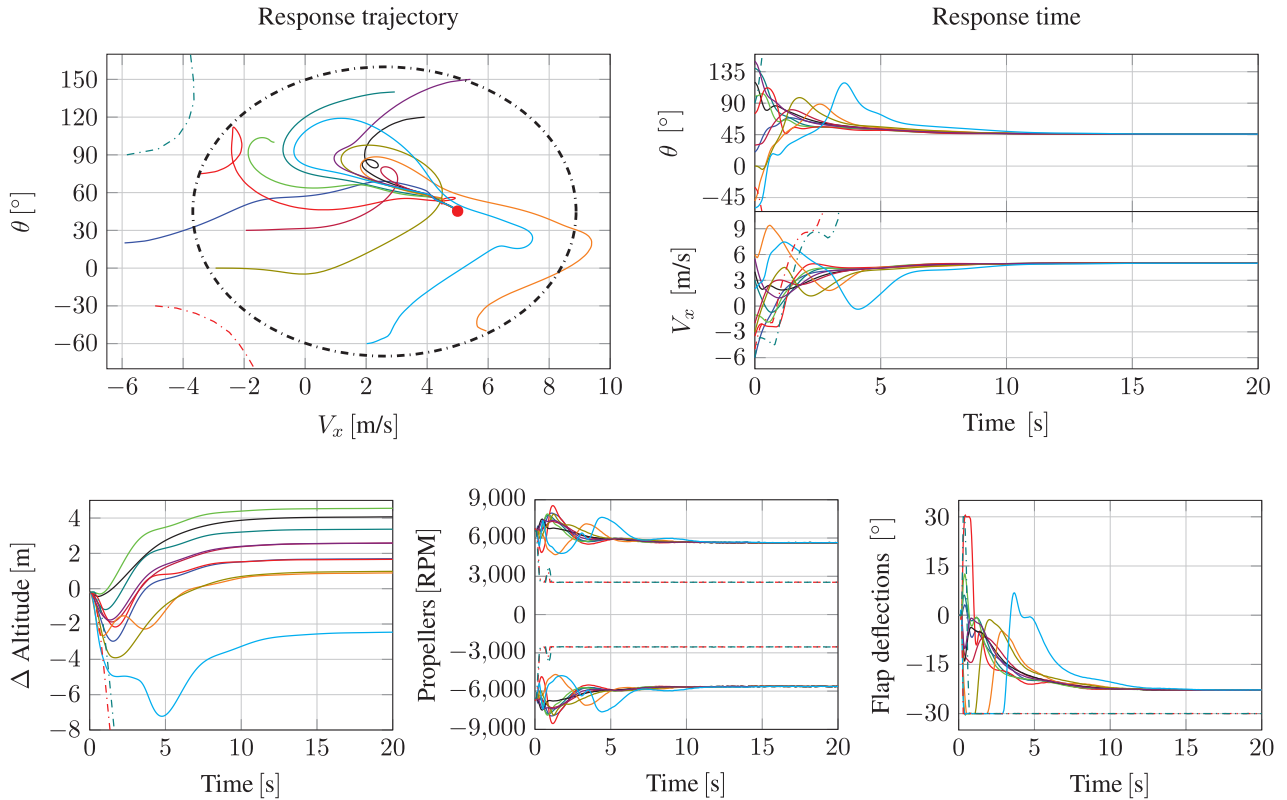 Response trajectory
Response time
150
120
90
60
30
0
−30
−60
θ [°]
−6 −4 −2 0 2 4 6 8 10
V_x [m/s]
135
90
45
0
−45
θ [°]
9
6
3
0
−3
−6
V_x [m/s]
0 5 10 15 20
Time [s]
4
2
0
−2
−4
−6
−8
Δ Altitude [m]
0 5 10 15 20
Time [s]
9,000
6,000
3,000
0
−3,000
−6,000
−9,000
Propellers [RPM]
0 5 10 15 20
Time [s]
30
15
0
−15
−30
Flap deflections [°]
0 5 10 15 20
Time [s]